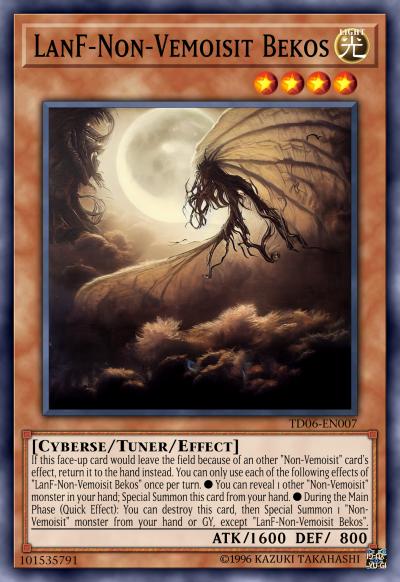 LanF-Non-Vemoisit Bekos
LIGHT
光
TD06-EN007
[Cyberse/Tuner/Effect]
If this face-up card would leave the field because of an other "Non-Vemoisit" card's
effect, return it to the hand instead. You can only use each of the following effects of
"LanF-Non-Vemoisit Bekos" once per turn. ● You can reveal 1 other "Non-Vemoisit"
monster in your hand; Special Summon this card from your hand. ● During the Main
Phase (Quick Effect): You can destroy this card, then Special Summon 1 "Non-
Vemoisit" monster from your hand or GY, except "LanF-Non-Vemoisit Bekos".
ATK/1600 DEF/ 800
101535791
©1996 KAZUKI TAKAHASHI